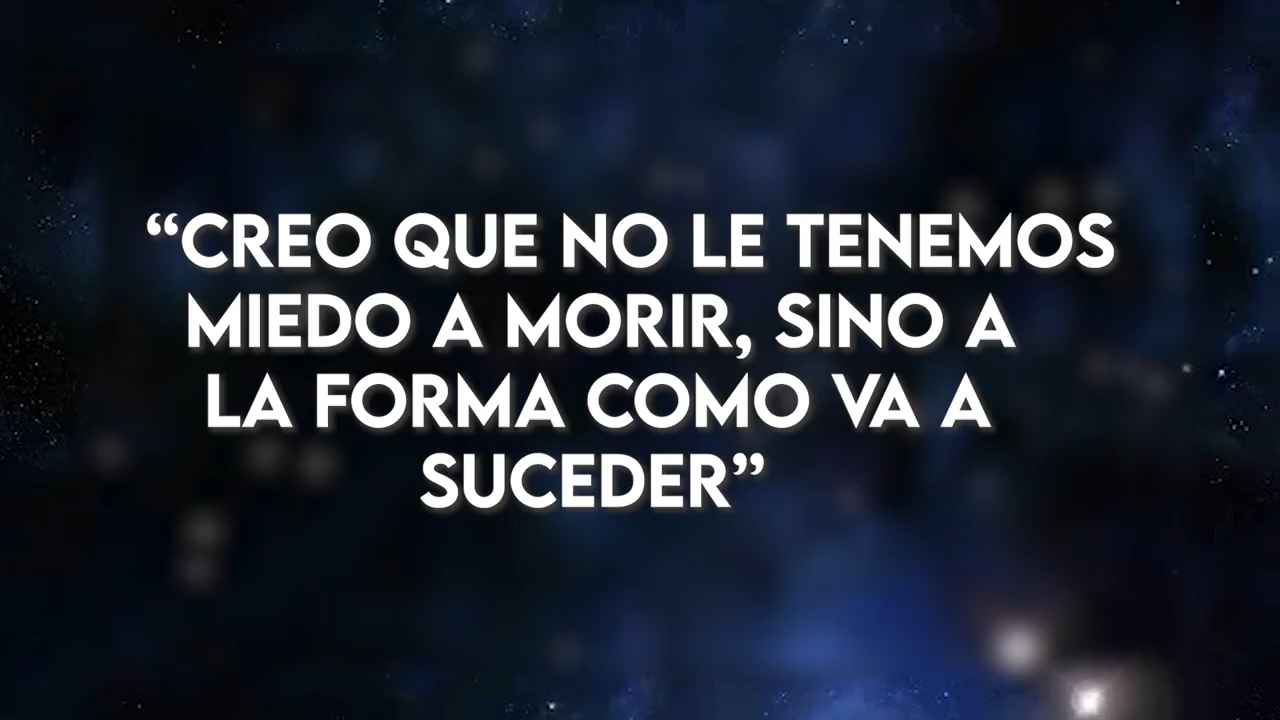 “CREO QUE NO LE TENEMOS
MIEDO A MORIR, SINO A
LA FORMA COMO VA A
SUCEDER”